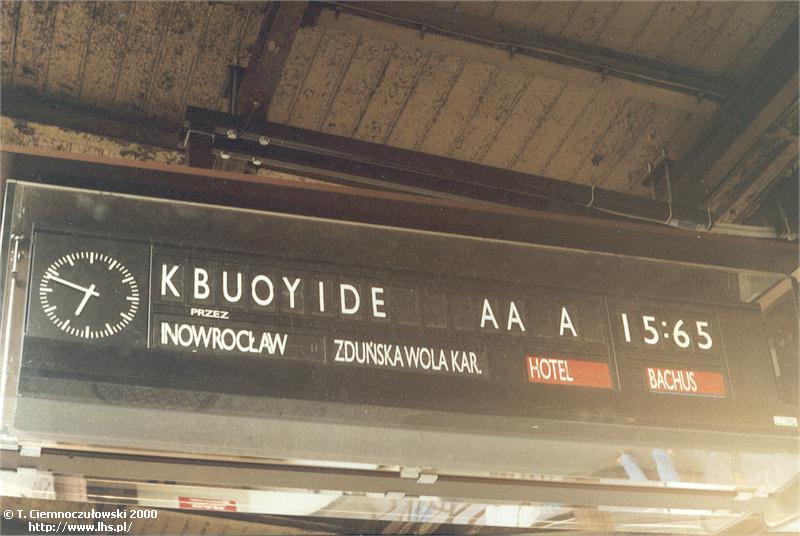 KBUOYIDE AA A 15:65
PRZEZ
INOWROCŁAW ZDUŃSKA WOLA KAR. HOTEL BACHUS
© T. Ciemnoczułowski 2000
http://www.lhs.pl/